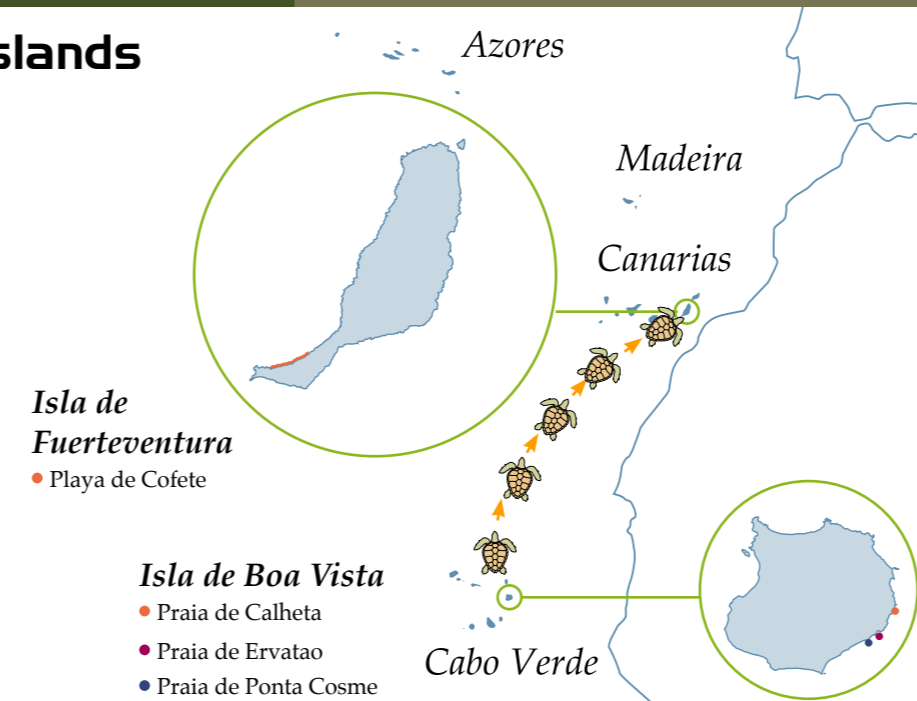 slands
Azores
Madeira
Canarias
Isla de
Fuerteventura
Playa de Cofete
Isla de Boa Vista
Praia de Calheta
Praia de Ervatao
Praia de Ponta Cosme
Cabo Verde